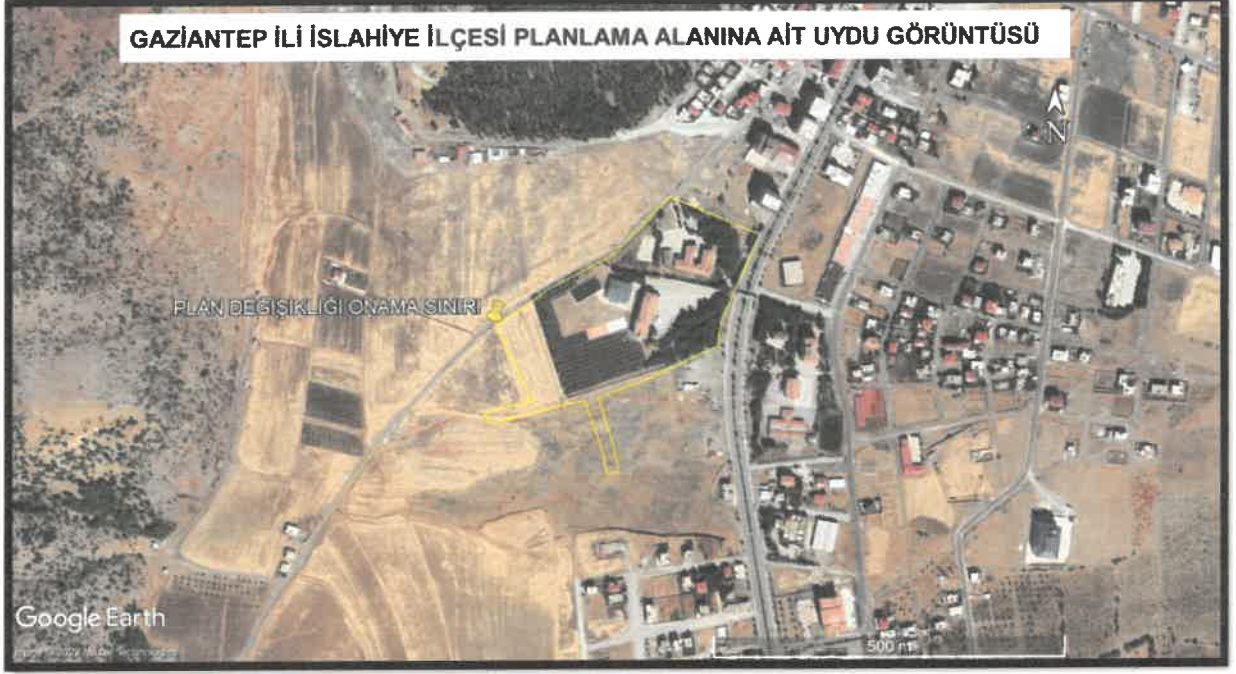 GAZİANTEP İLİ İSLAHİYE İLÇESİ PLANLAMA ALANINA AİT UYDU GÖRÜNTÜSÜ
N
PLAN DEĞİŞİKLİĞİ ONAMA SINIRI
Google Earth
500 m